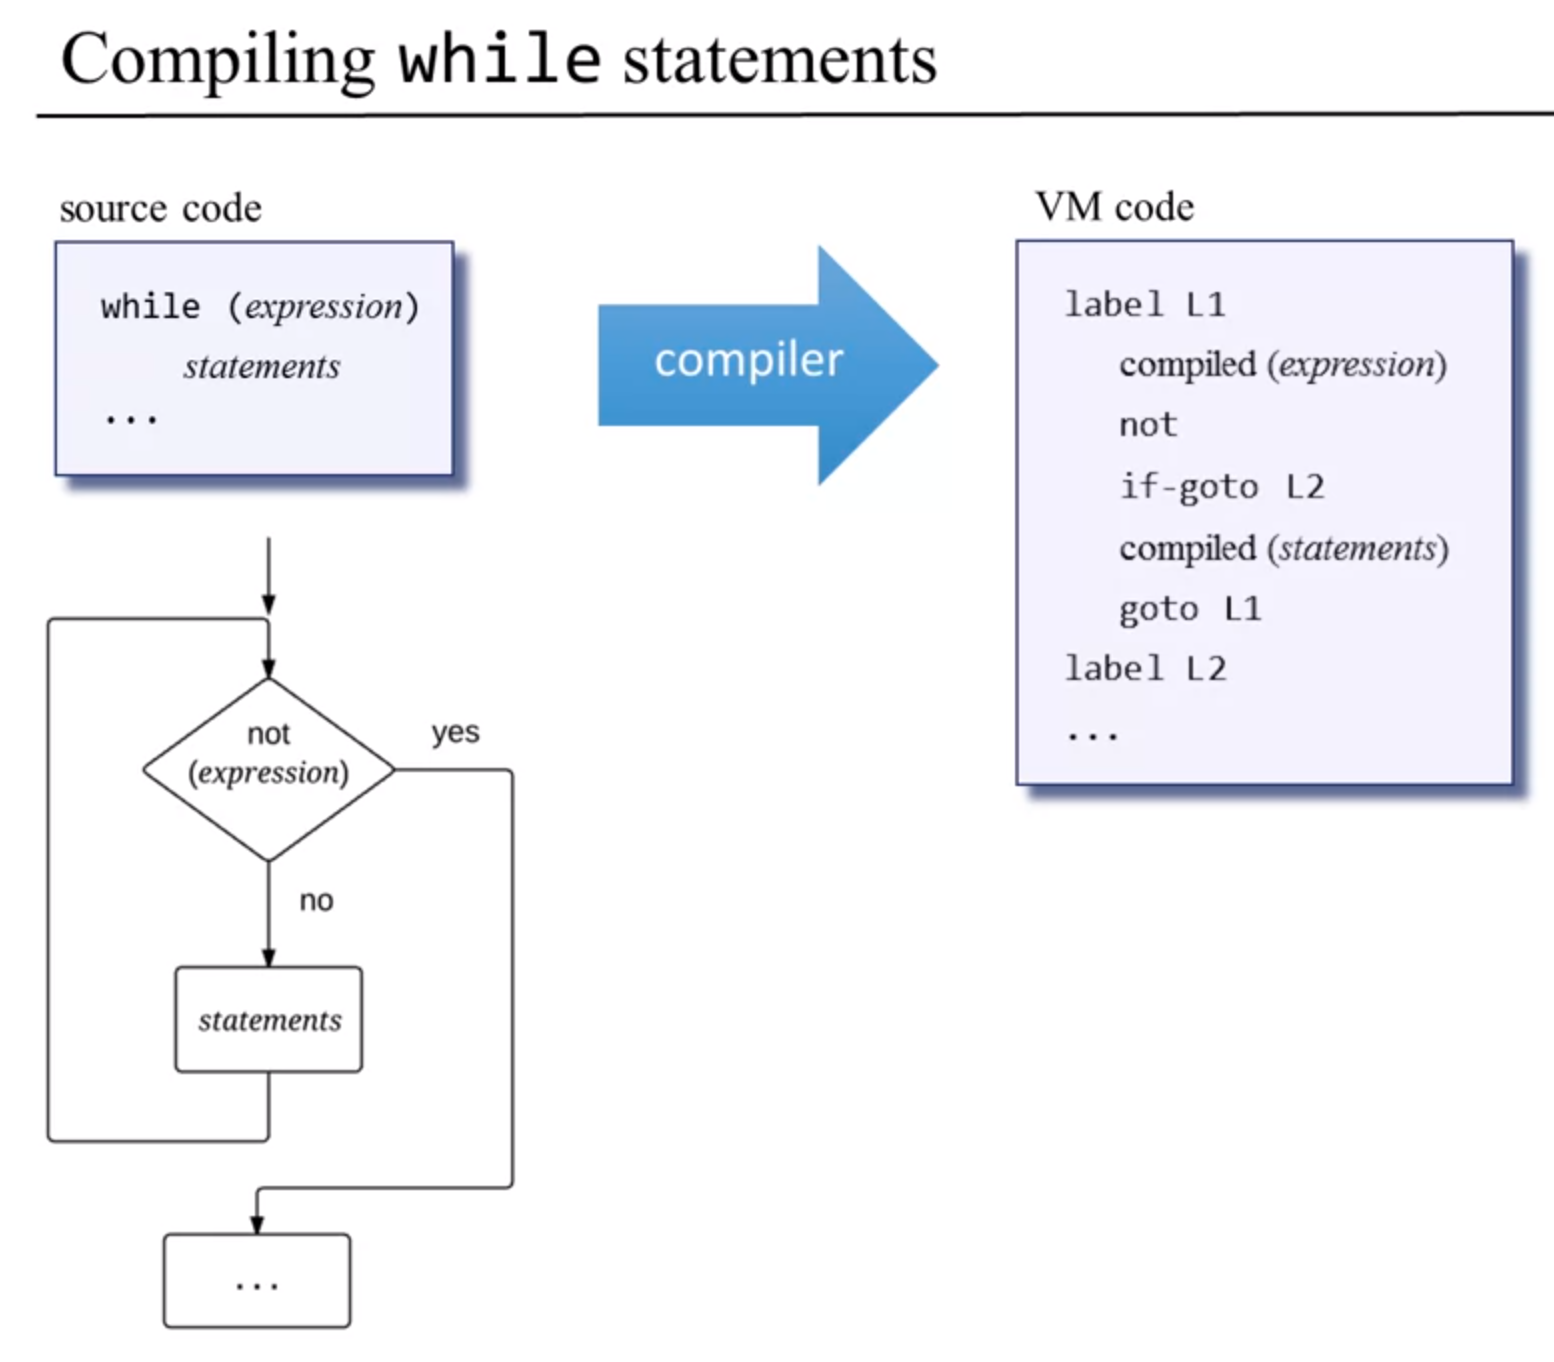 Compiling while statements
source code
while (expression)
statements
...
compiler
VM code
label L1
compiled (expression)
not
if-goto L2
compiled (statements)
goto L1
label L2
...
not
(expression)
yes
no
statements
...